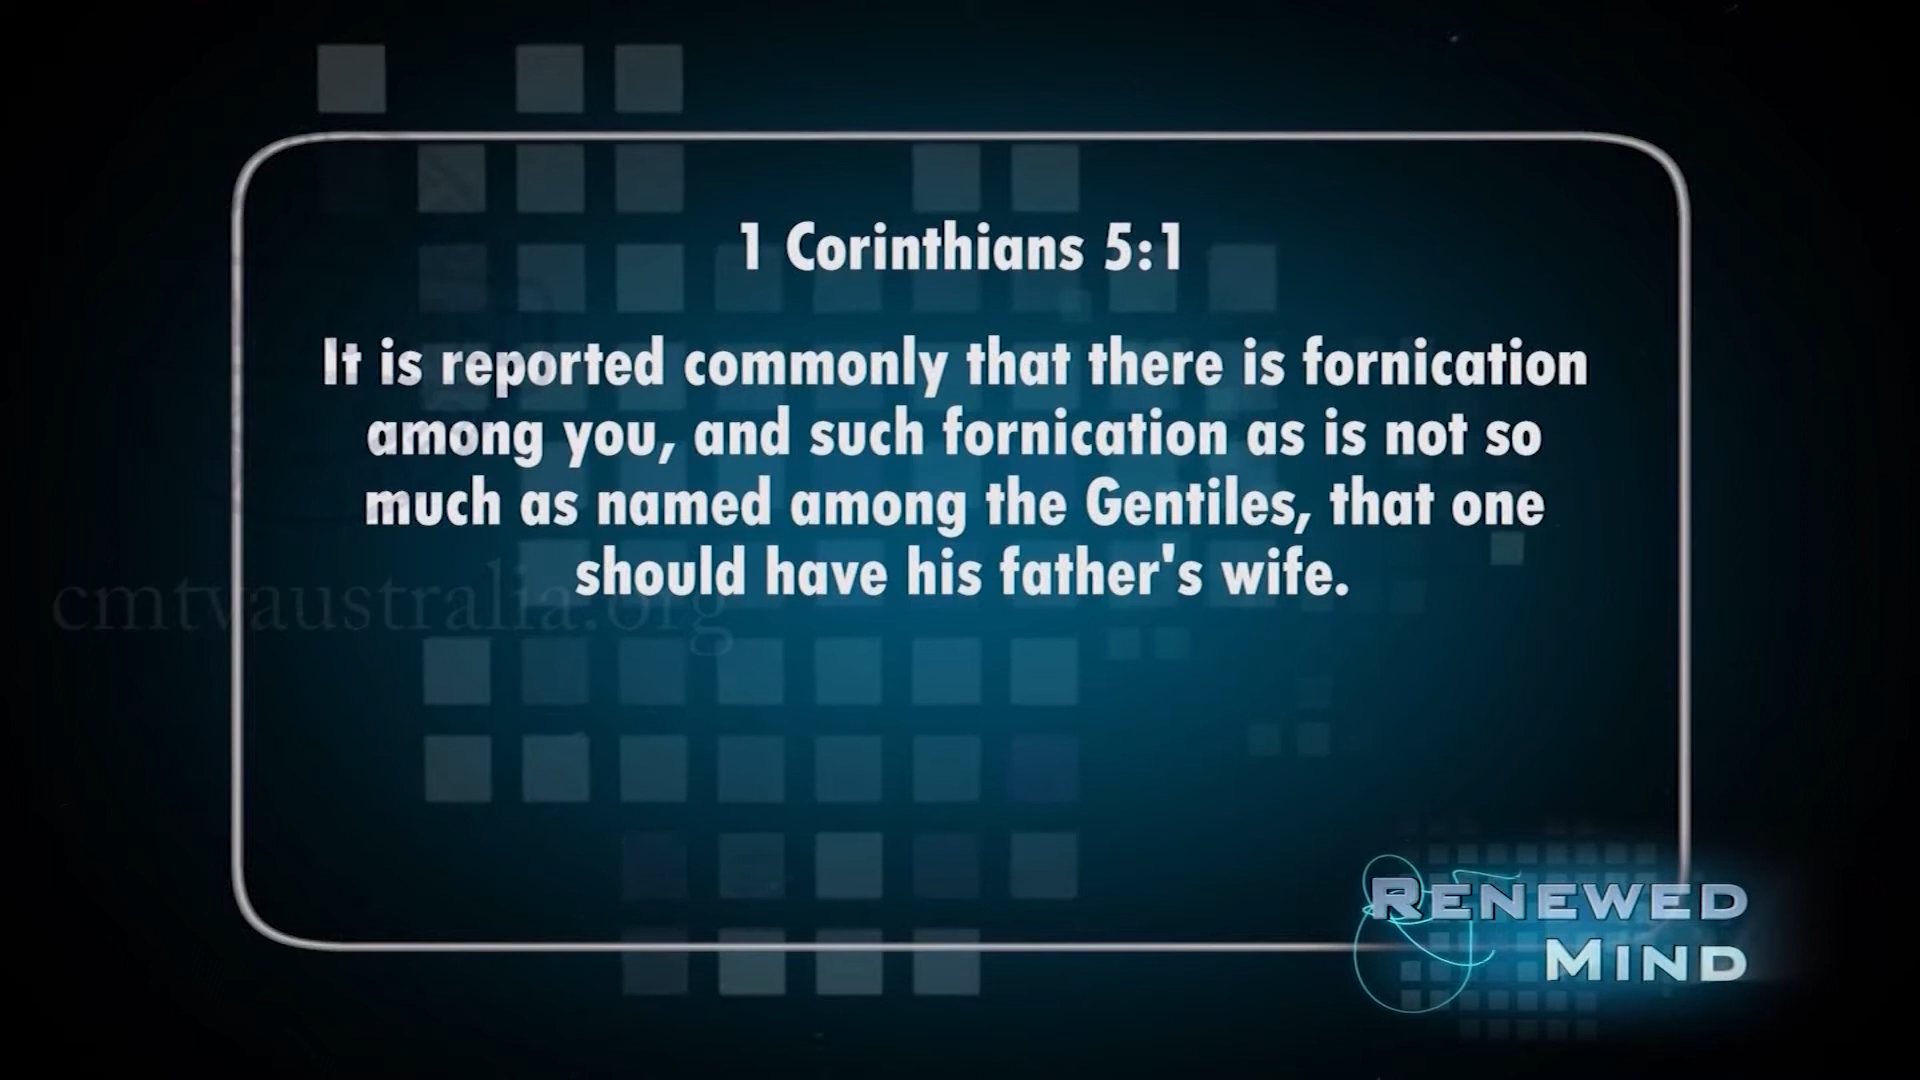 1 Corinthians 5:1
It is reported commonly that there is fornication
among you, and such fornication as is not so
much as named among the Gentiles, that one
should have his father's wife.
cmtvaustralia.org
RENEWED
MIND